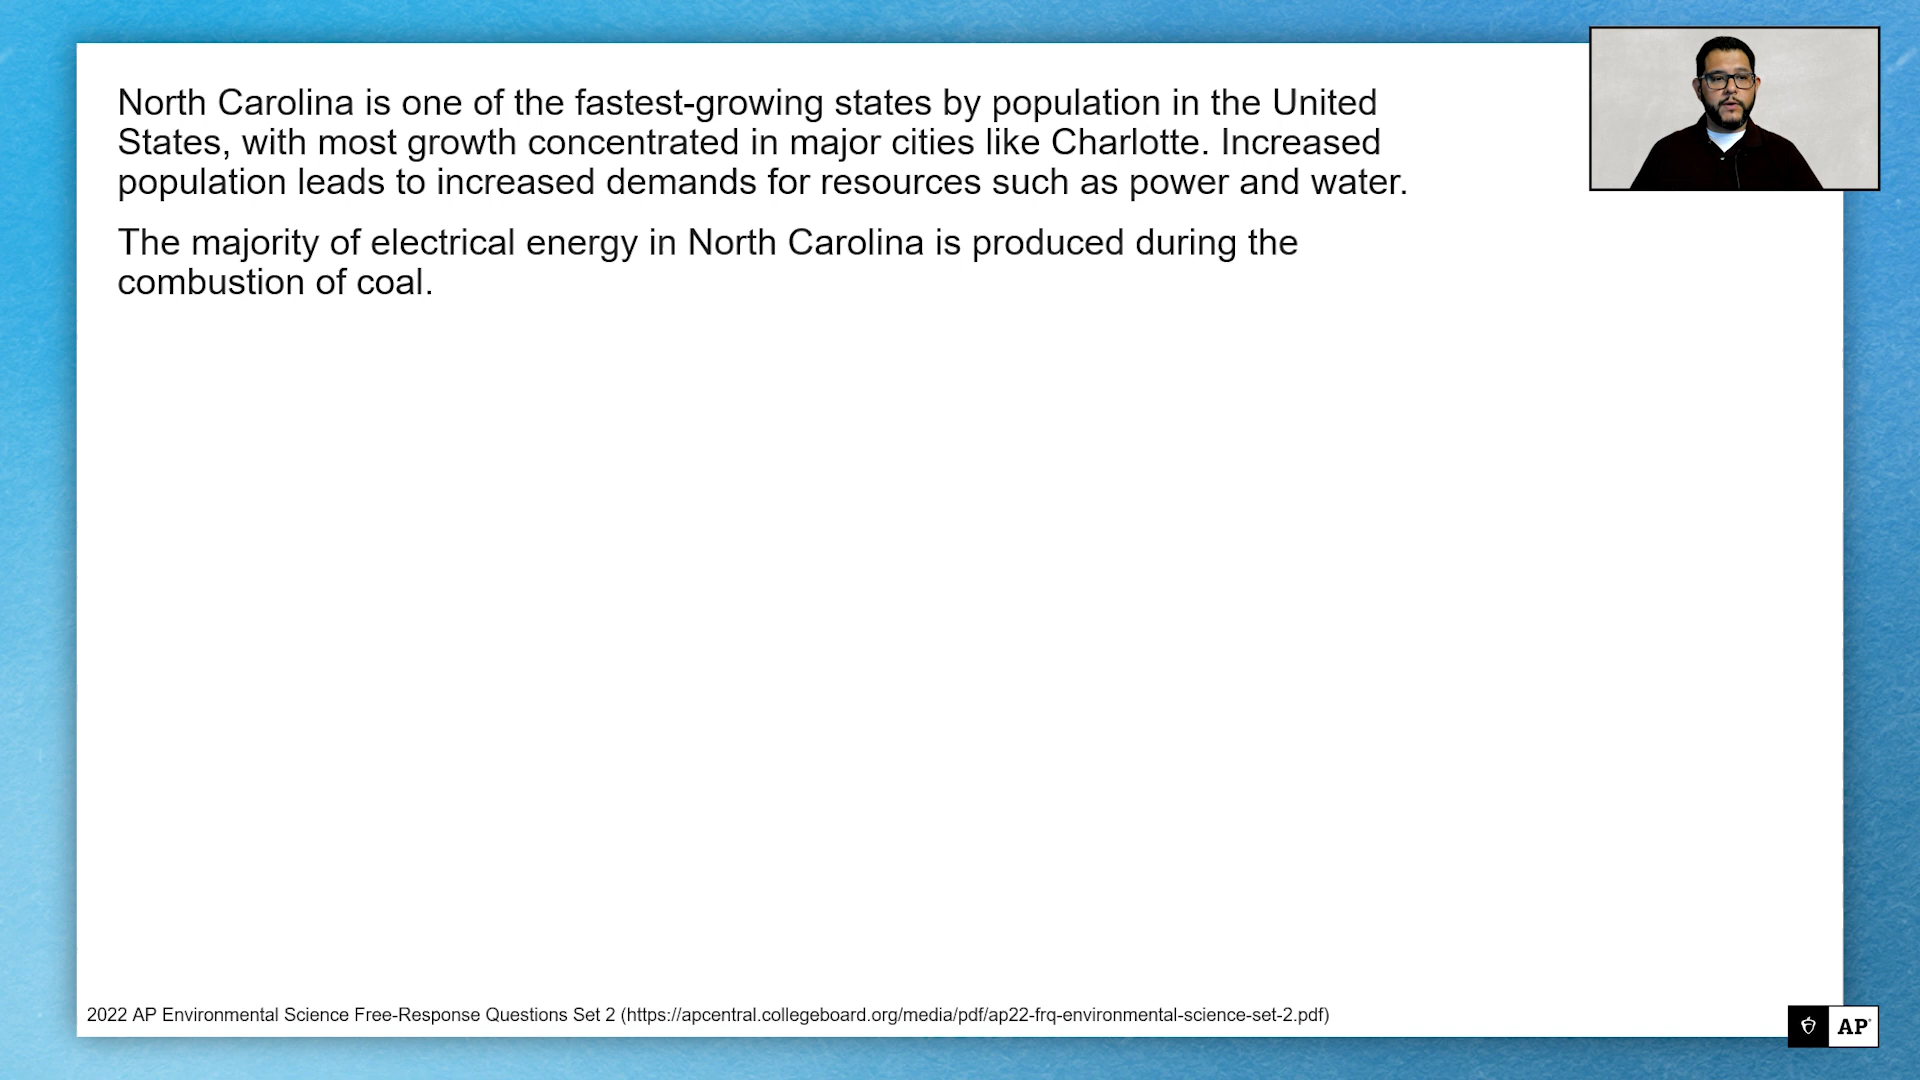 North Carolina is one of the fastest-growing states by population in the United
States, with most growth concentrated in major cities like Charlotte. Increased
population leads to increased demands for resources such as power and water.
The majority of electrical energy in North Carolina is produced during the
combustion of coal.
2022 AP Environmental Science Free-Response Questions Set 2 (https://apcentral.collegeboard.org/media/pdf/ap22-frq-environmental-science-set-2.pdf)
AP